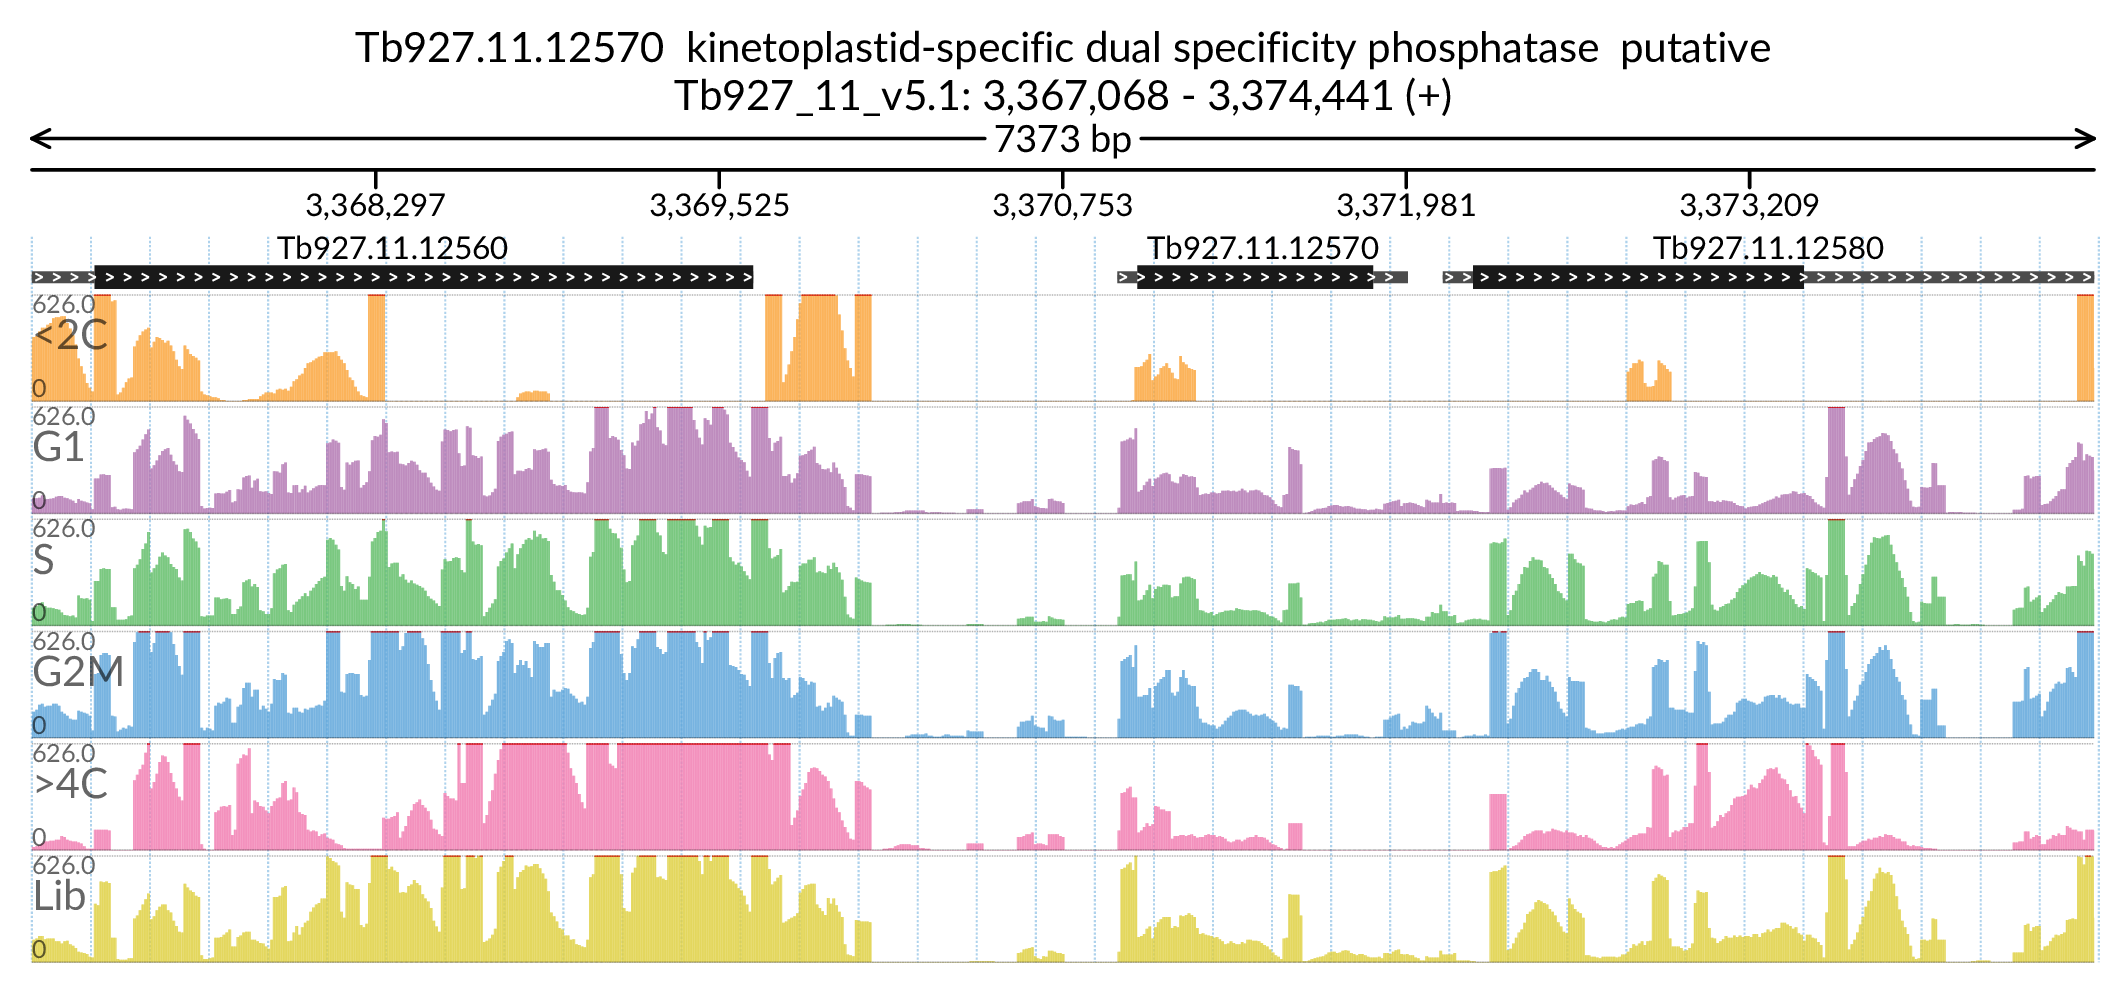 Tb927.11.12570 kinetoplastid-specific dual specificity phosphatase putative
Tb927_11_v5.1: 3,367,068 - 3,374,441 (+)
7373 bp
3,368,297 3,369,525 3,370,753 3,371,981 3,373,209
Tb927.11.12560 Tb927.11.12570 Tb927.11.12580
626.0
<2C
0
626.0
G1
0
626.0
S
0
626.0
G2M
0
626.0
>4C
0
626.0
Lib
0